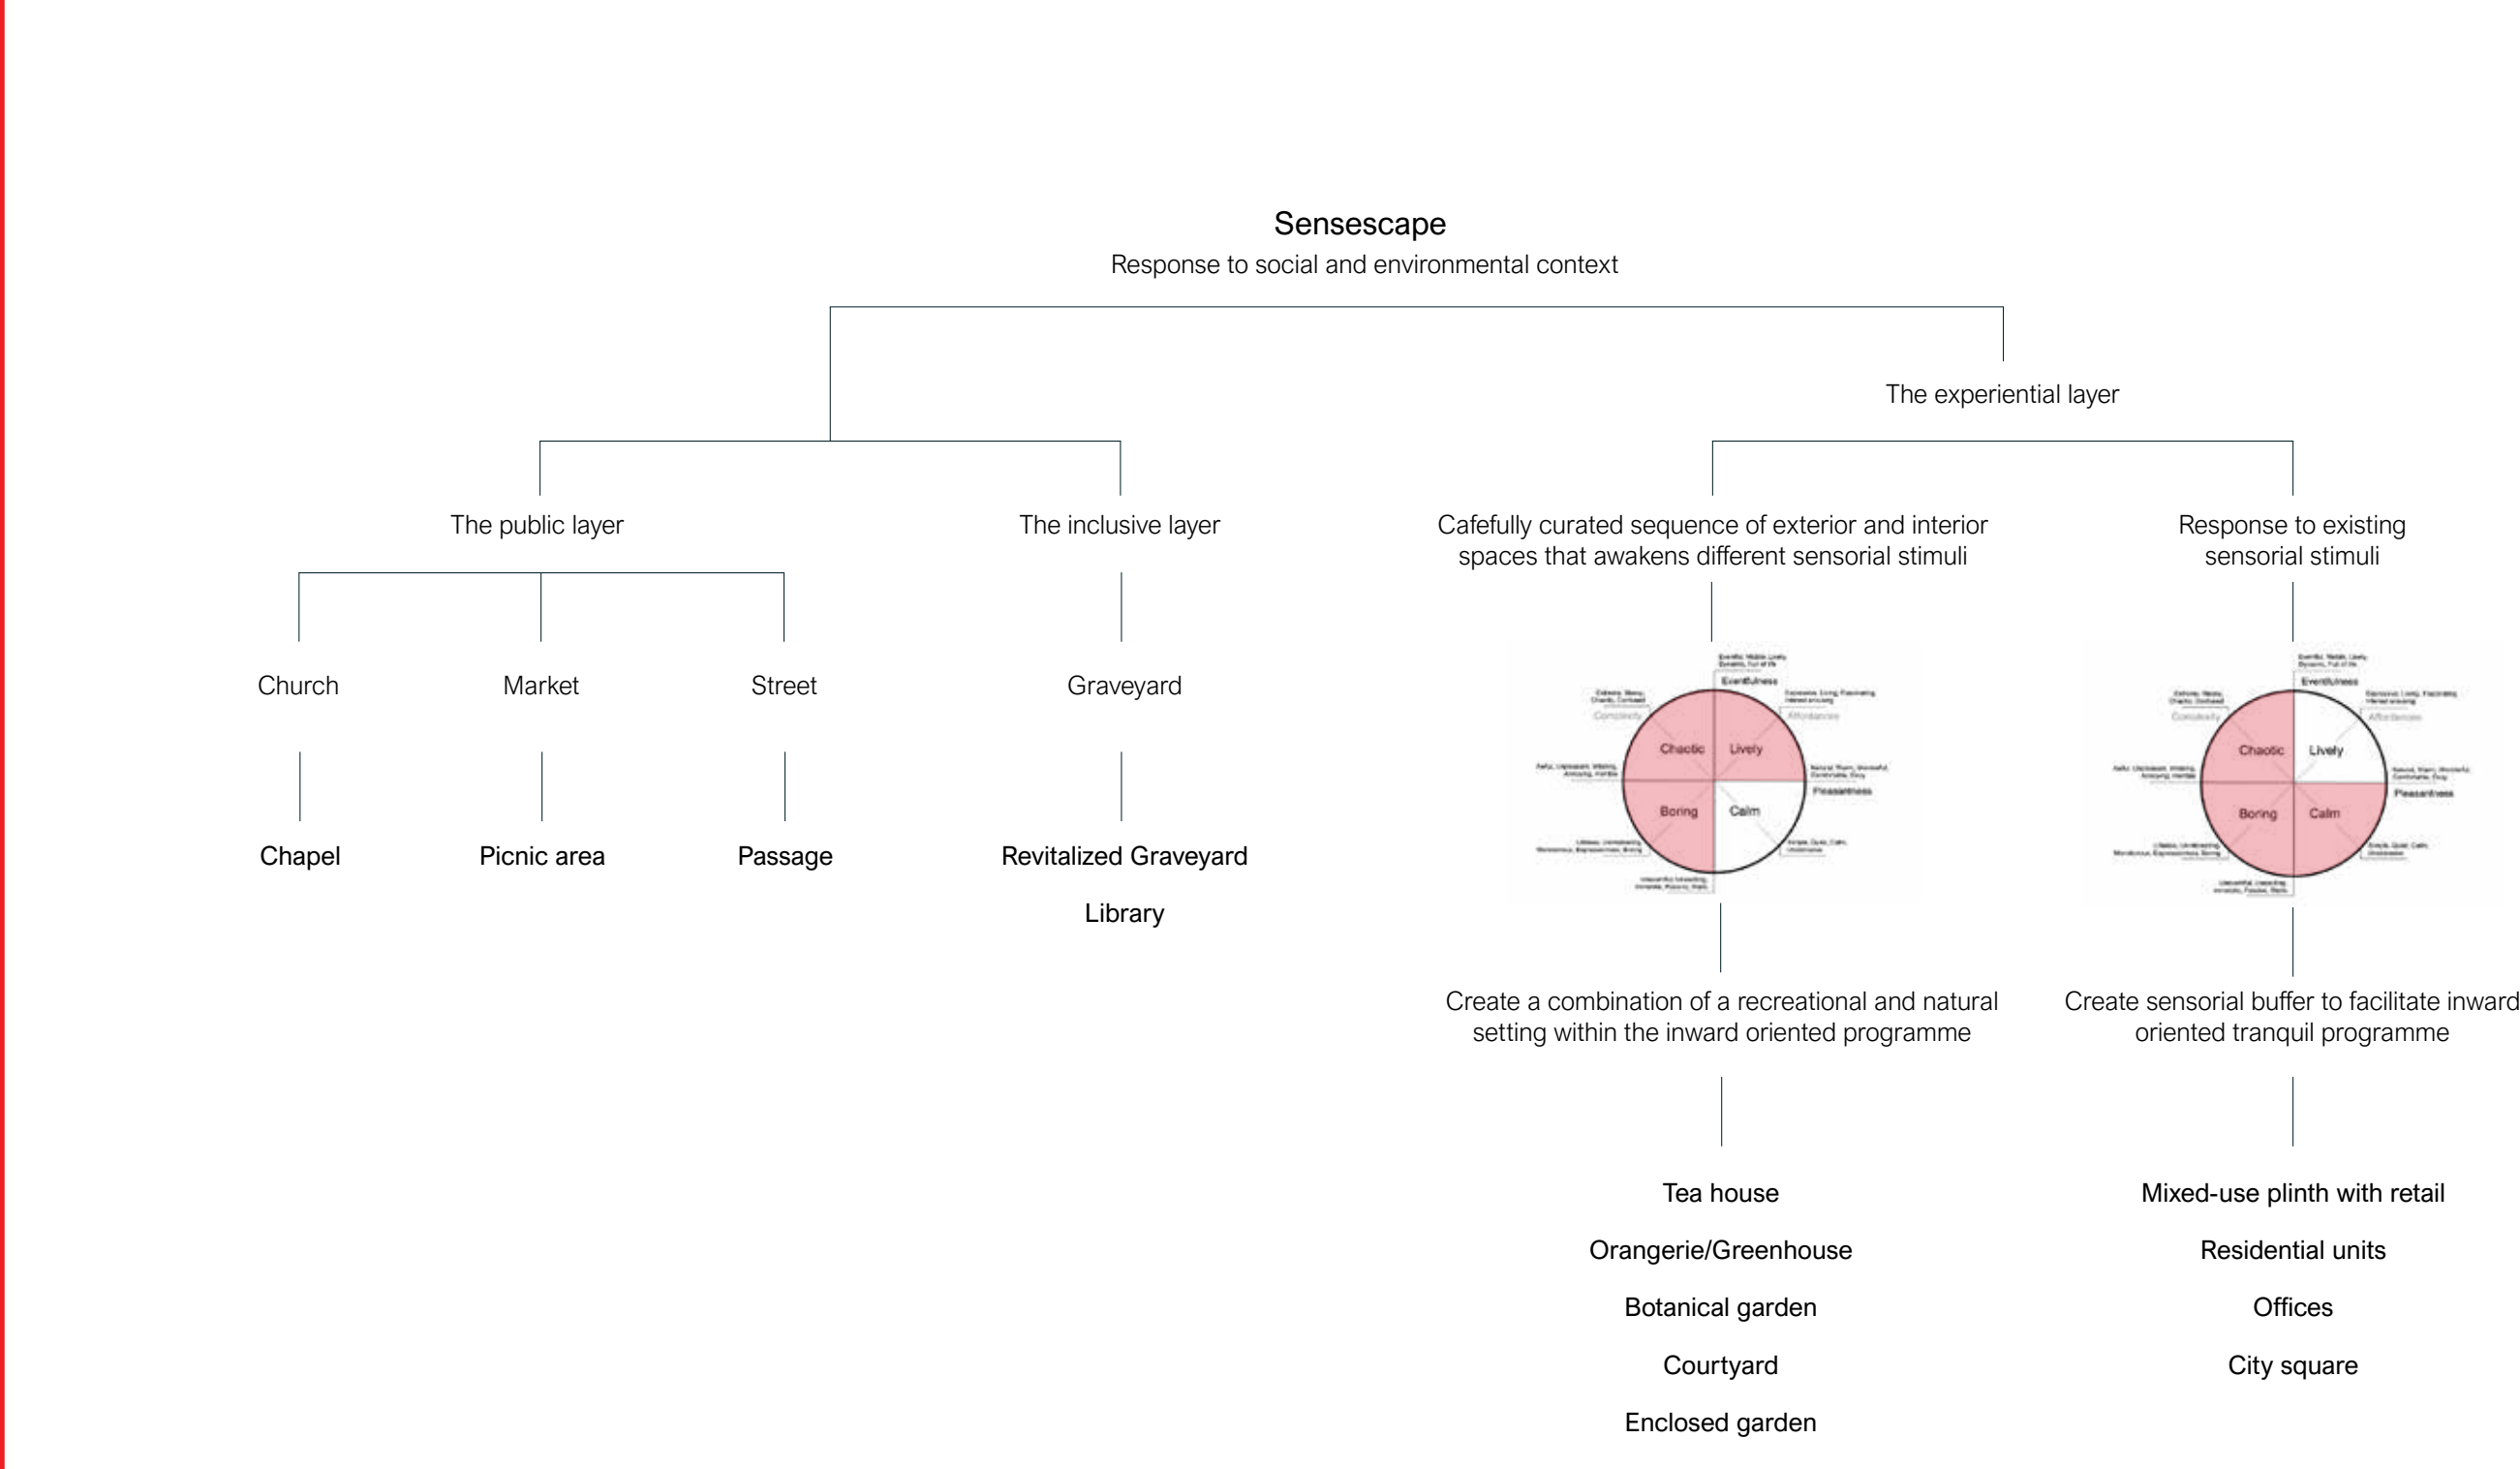 Sensescape
Response to social and environmental context
The experiential layer
The public layer
The inclusive layer
Cafefully curated sequence of exterior and interior
spaces that awakens different sensorial stimuli
Response to existing
sensorial stimuli
Church
Market
Street
Graveyard
Chapel
Picnic area
Passage
Revitalized Graveyard
Library
Eventfulness
Complexity
Affordances
Chaotic
Lively
Pleasantness
Boring
Calm
Eventfulness
Complexity
Affordances
Chaotic
Lively
Pleasantness
Boring
Calm
Create a combination of a recreational and natural
setting within the inward oriented programme
Create sensorial buffer to facilitate inward
oriented tranquil programme
Tea house
Orangerie/Greenhouse
Botanical garden
Courtyard
Enclosed garden
Mixed-use plinth with retail
Residential units
Offices
City square